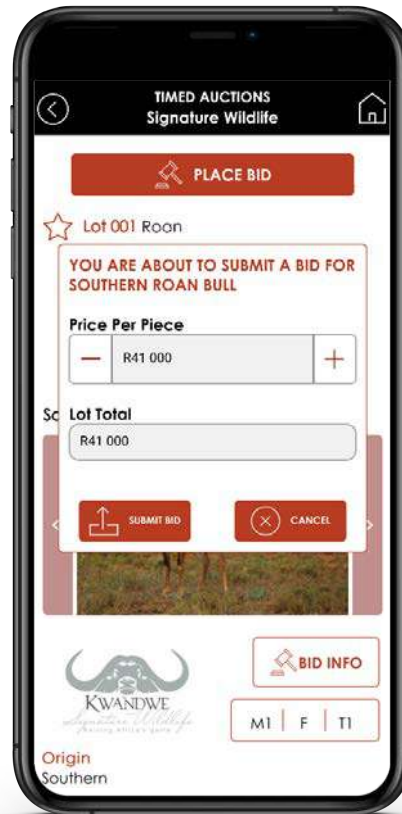 TIMED AUCTIONS
Signature Wildlife
PLACE BID
Lot 001 Roan
YOU ARE ABOUT TO SUBMIT A BID FOR
SOUTHERN ROAN BULL
Price Per Piece
R41 000
Lot Total
R41 000
SUBMIT BID
CANCEL
BID INFO
KWANDWE
Signature Wildlife
M1 F T1
Origin
Southern